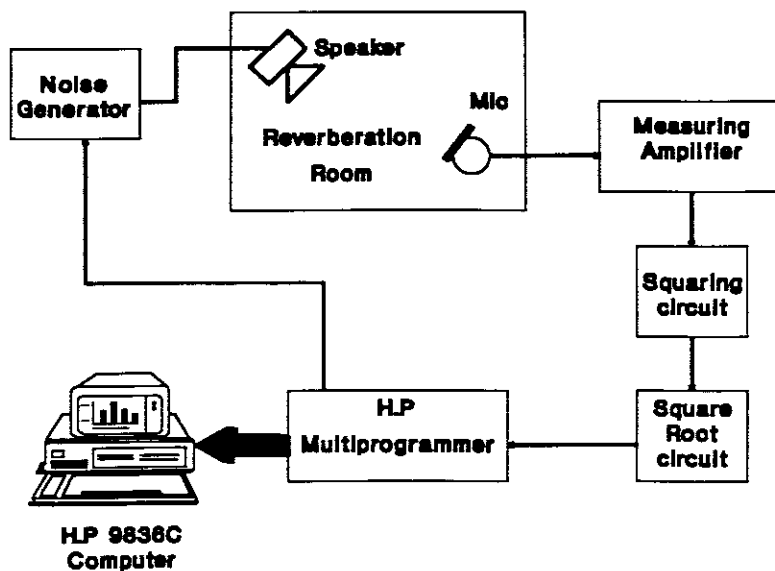 Noise
Generator
Speaker
Reverberation
Room
Mic
Measuring
Amplifier
Squaring
circuit
Square
Root
circuit
H.P
Multiprogrammer
H.P 9836C
Computer